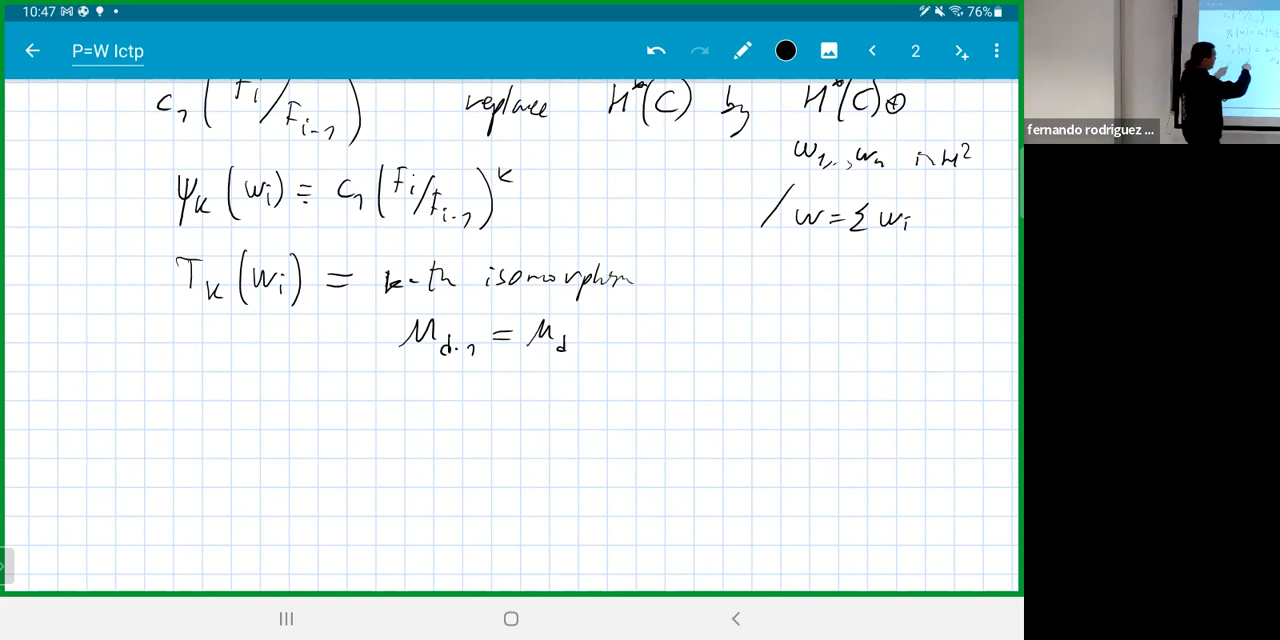 10:47 76%
P=W Ictp 2
c₁(Fi/Fi-1) replace H*(C) by H*(C)⊕
w₁,..,wn in H²
ψk(wi) = c₁(Fi/Fi-1)^k
/ w = Σ wi
Tk(wi) = k-th isomorphism
Md-1 = Md
fernando rodriguez ...